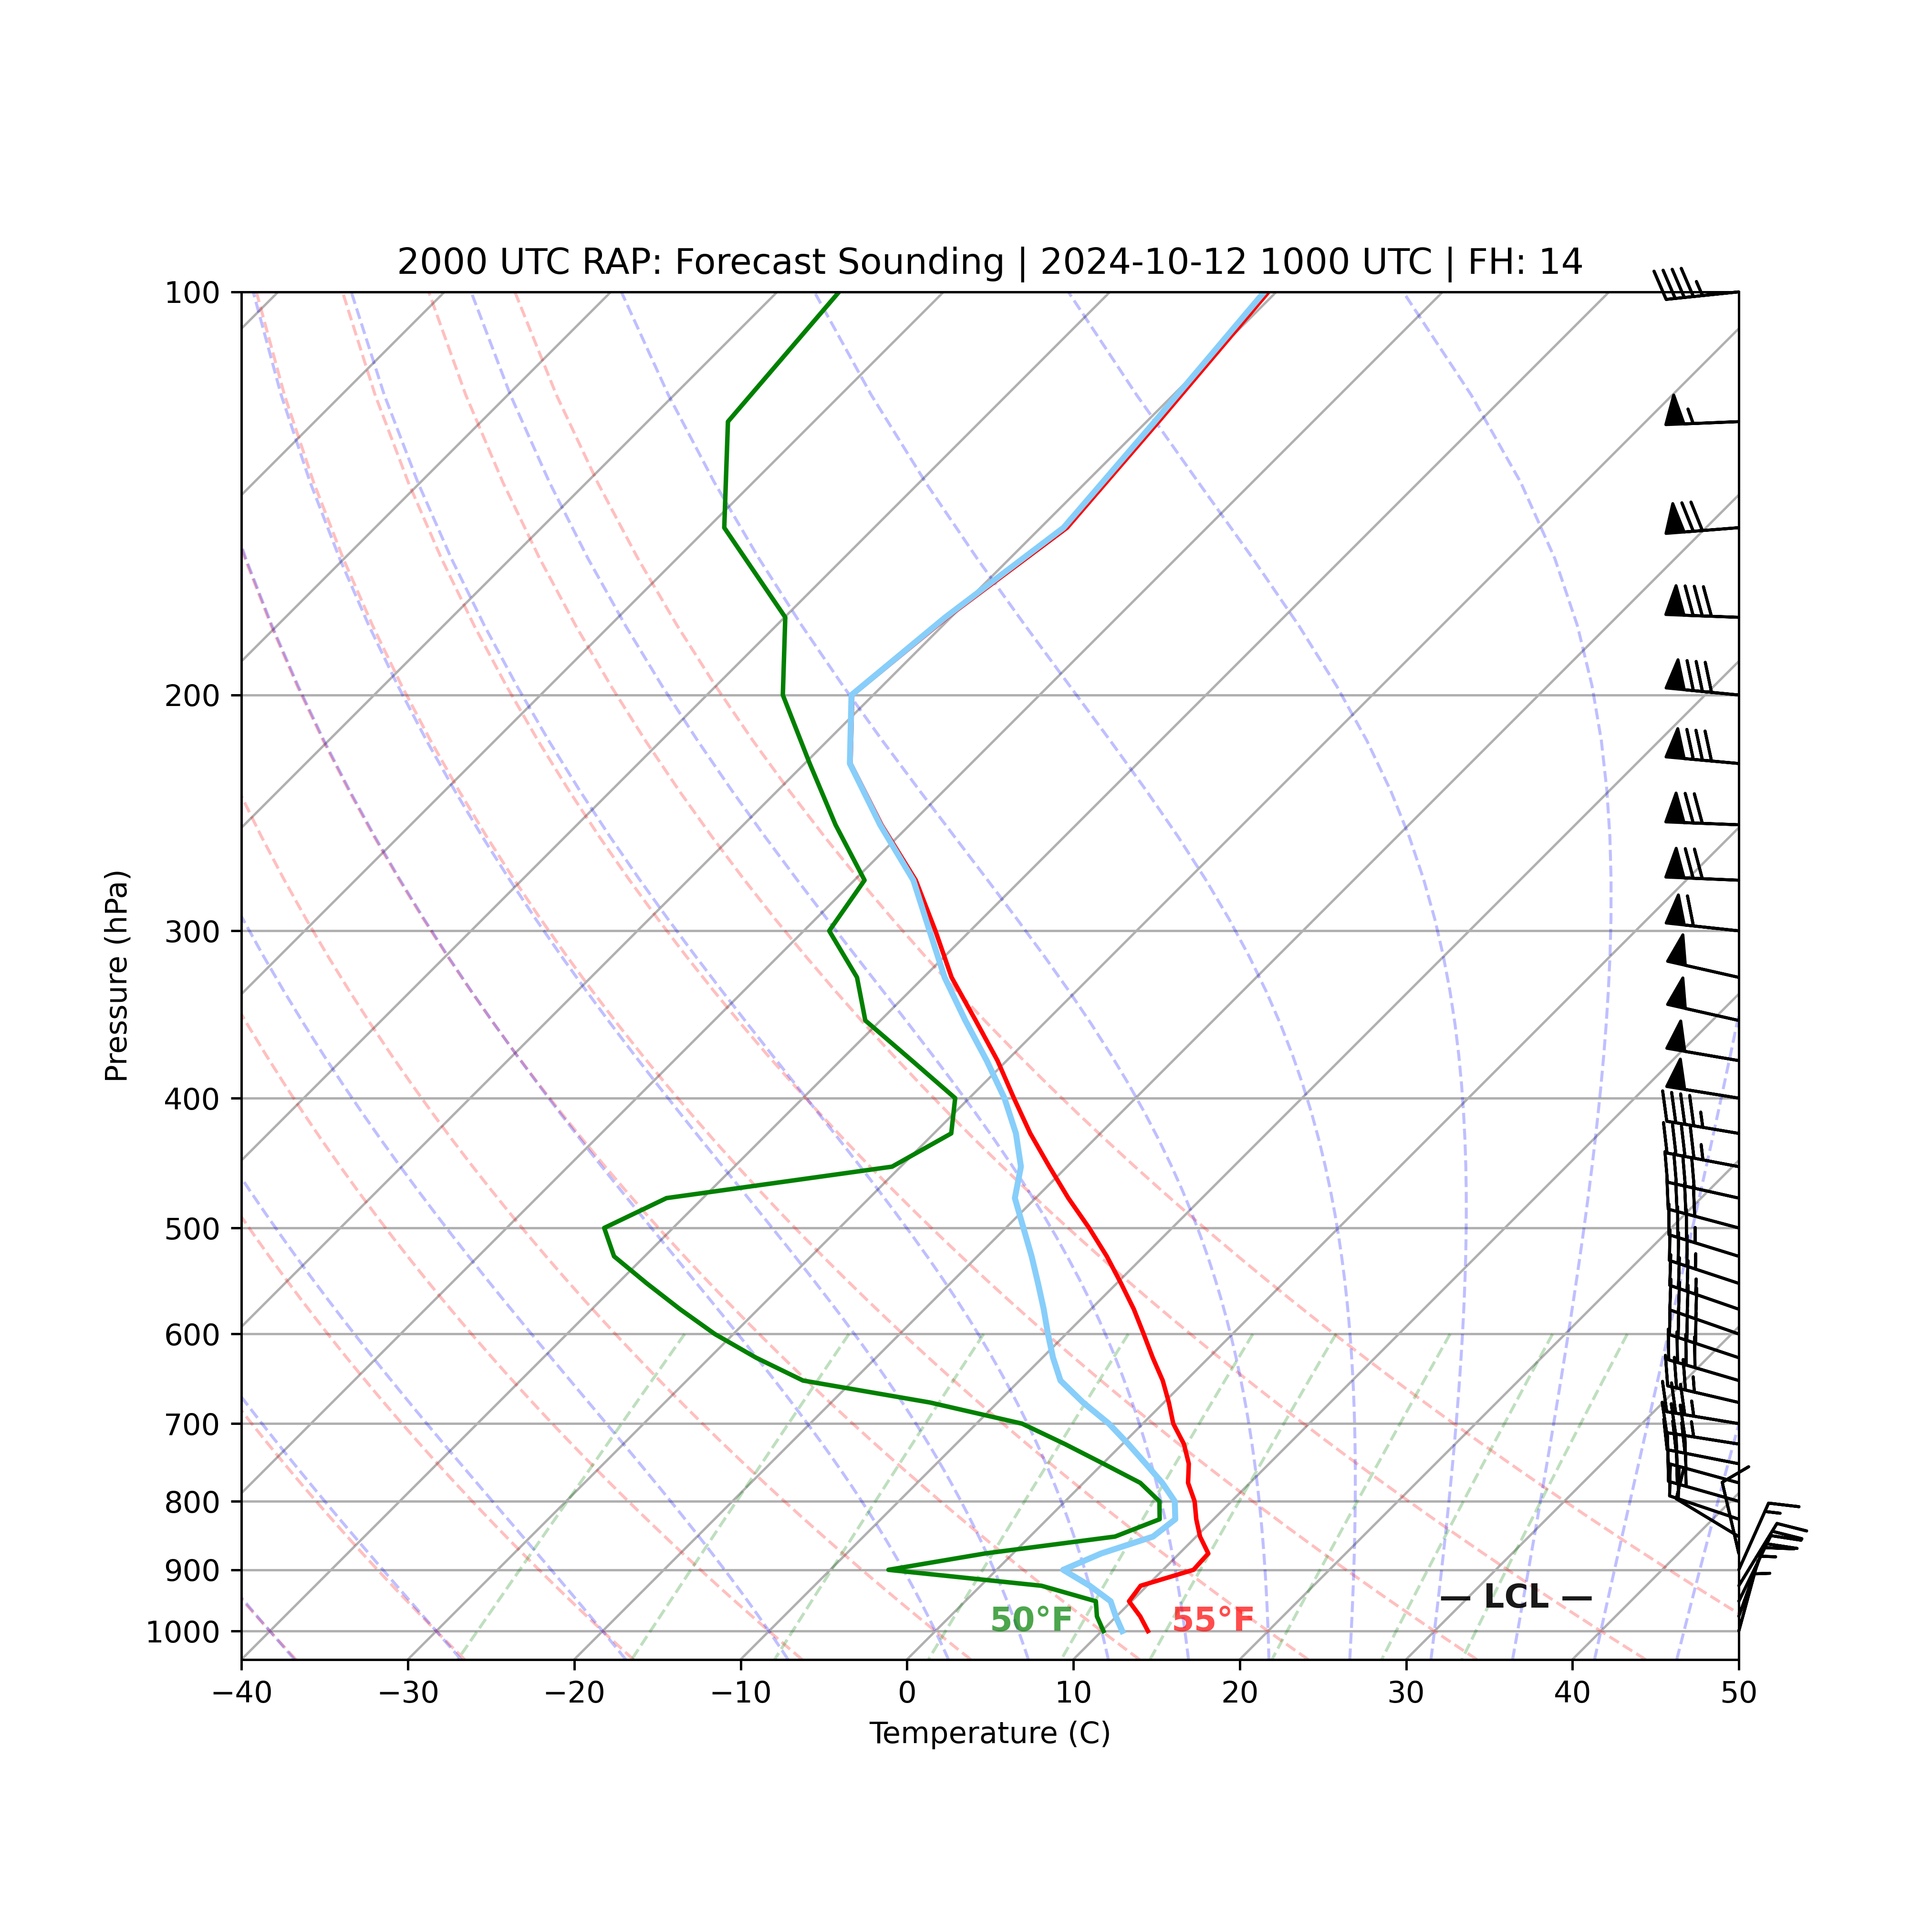 2000 UTC RAP: Forecast Sounding | 2024-10-12 1000 UTC | FH: 14
100
200
300
400
500
600
700
800
900
1000
Pressure (hPa)
— LCL —
50°F 55°F
−40 −30 −20 −10 0 10 20 30 40 50
Temperature (C)